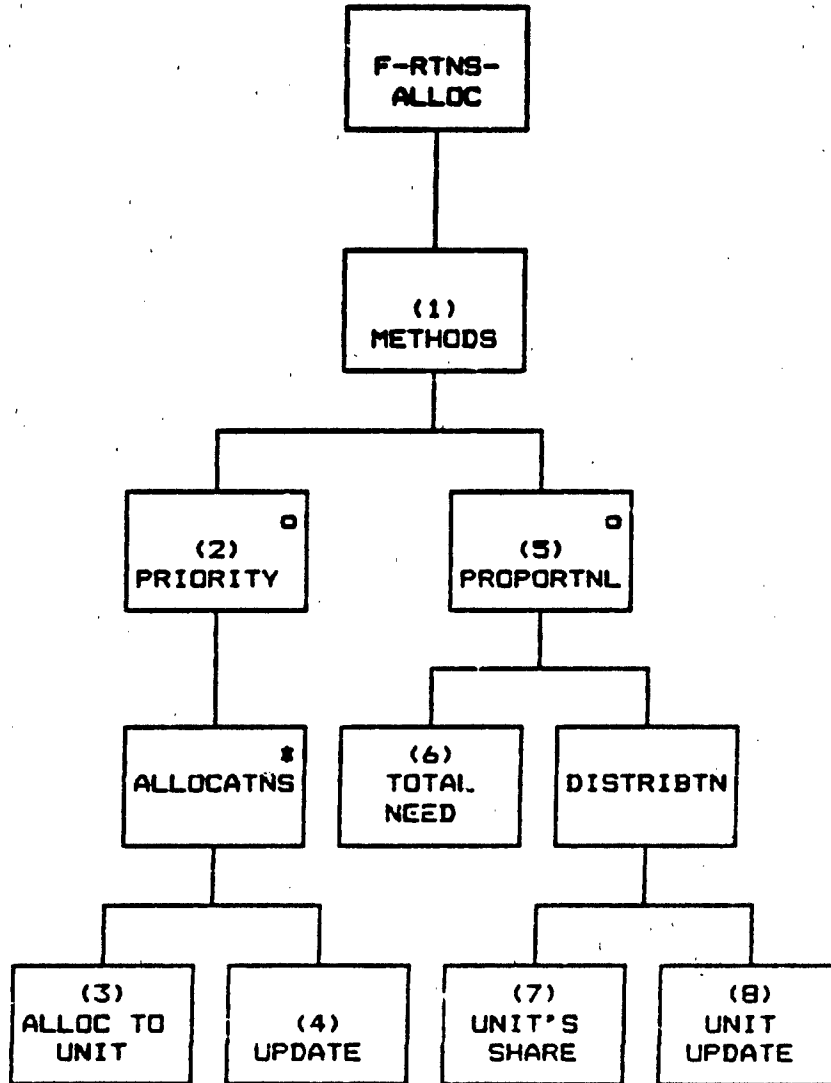 F-RTNS-
ALLOC
(1)
METHODS
o
(2)
PRIORITY
o
(5)
PROPORTNL
*
ALLOCATNS
(6)
TOTAL
NEED
DISTRIBTN
(3)
ALLOC TO
UNIT
(4)
UPDATE
(7)
UNIT'S
SHARE
(8)
UNIT
UPDATE